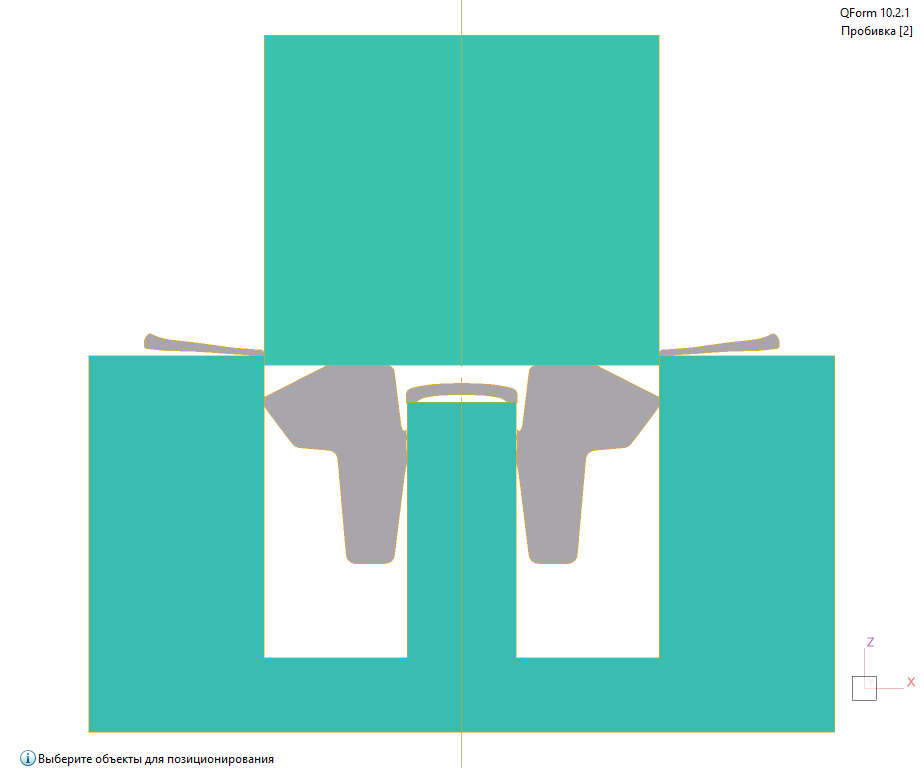 QForm 10.2.1
Пробивка [2]
Z
X
Выберите объекты для позиционирования